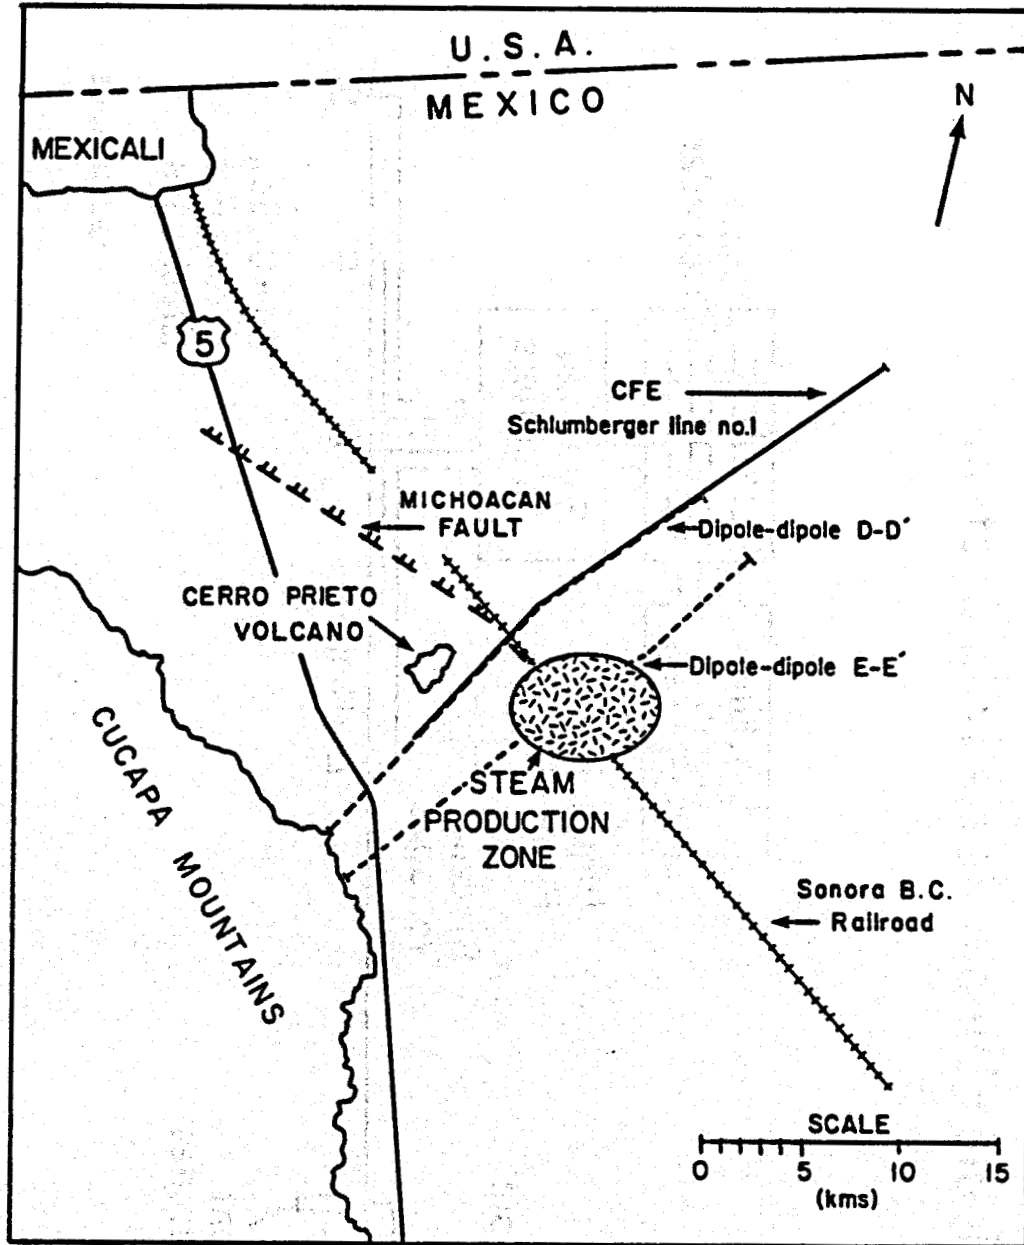 U.S.A.
MEXICO
N
MEXICALI
5
CFE
Schlumberger line no.1
MICHOACAN
FAULT
Dipole-dipole D-D´
CERRO PRIETO
VOLCANO
Dipole-dipole E-E´
CUCAPA MOUNTAINS
STEAM
PRODUCTION
ZONE
Sonora B.C.
Railroad
SCALE
0 5 10 15
(kms)